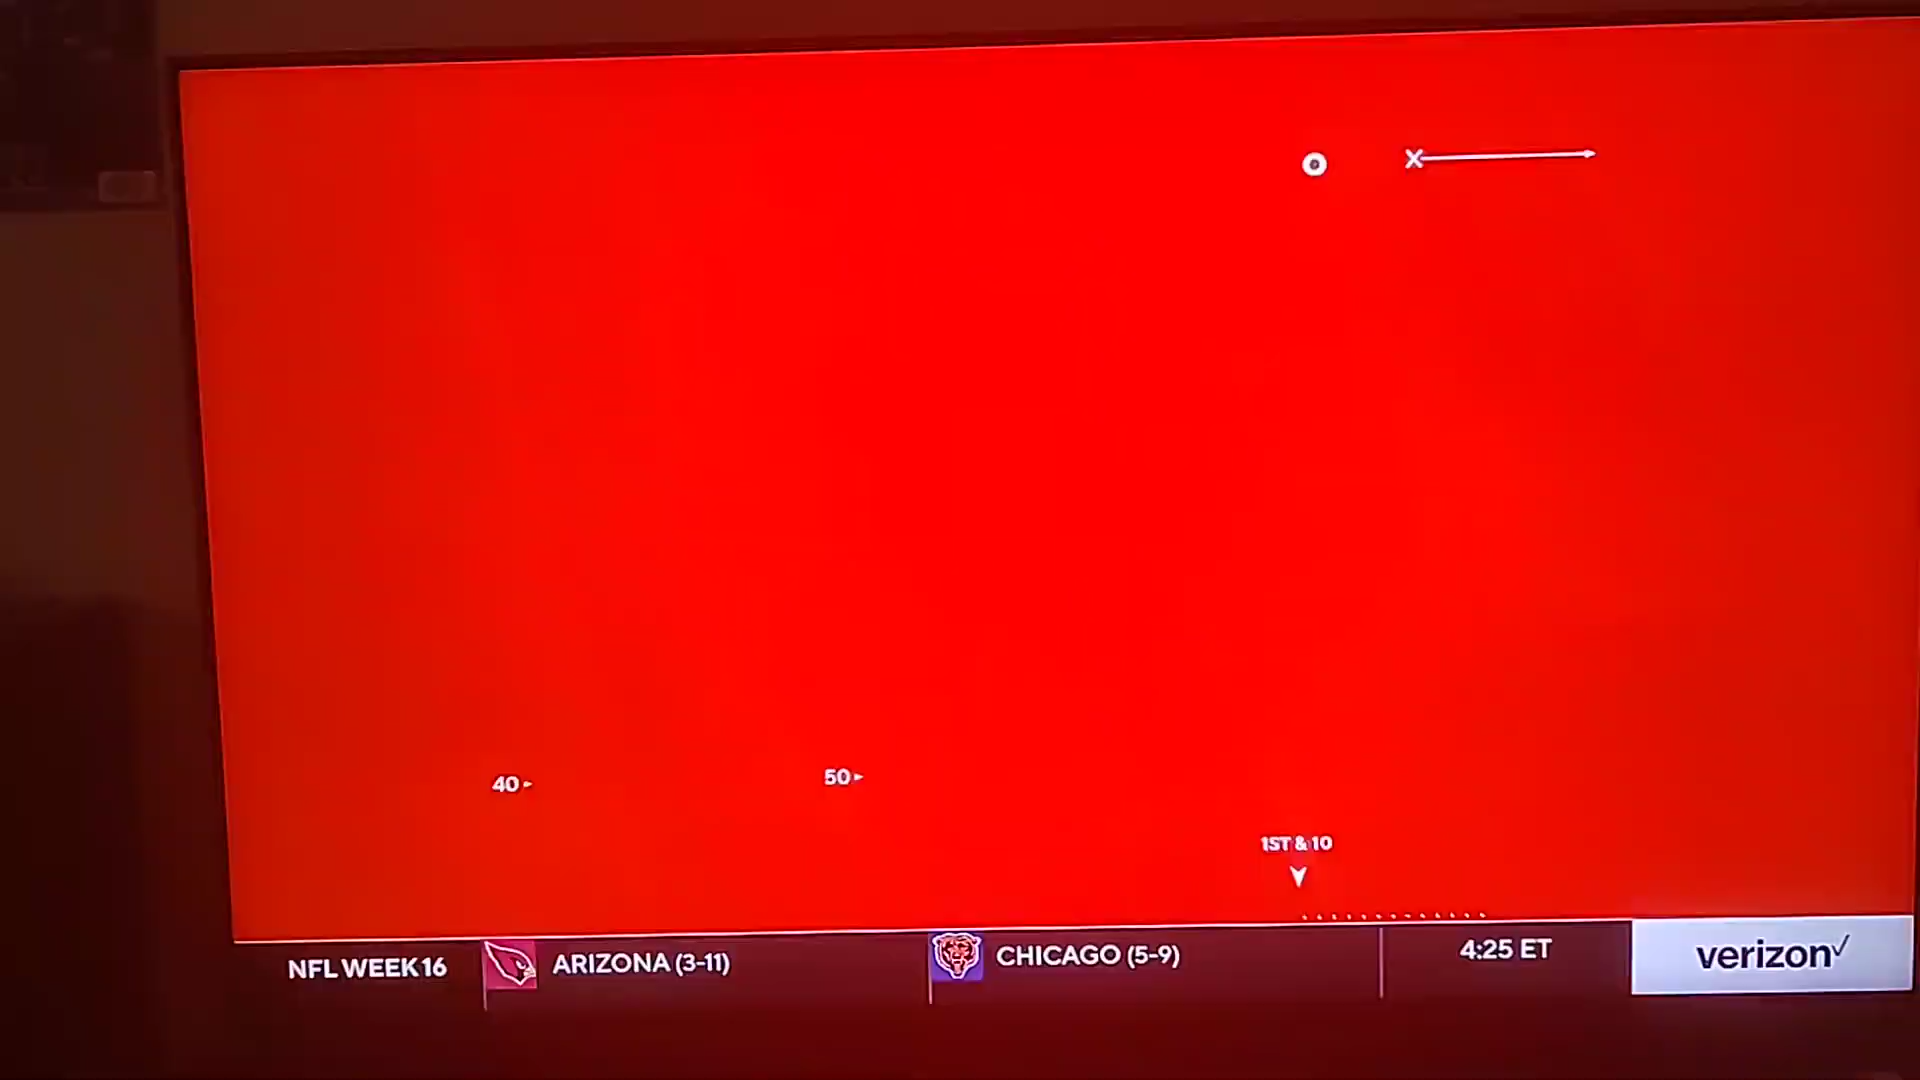 40
50
1ST & 10
NFL WEEK 16
ARIZONA (3-11)
CHICAGO (5-9)
4:25 ET
verizon